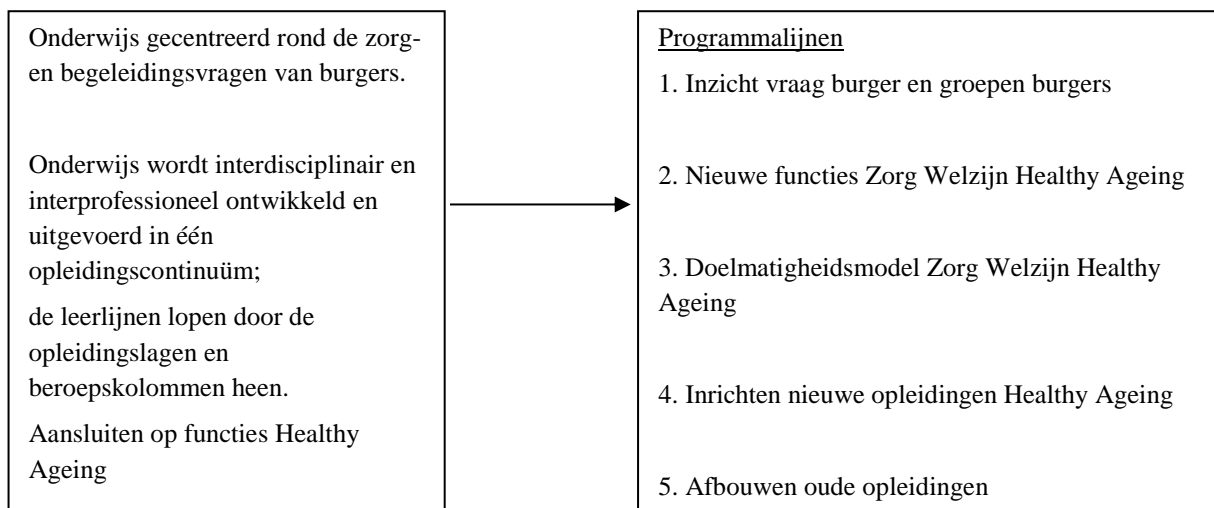 Onderwijs gecentreerd rond de zorg-
en begeleidingsvragen van burgers.
Onderwijs wordt interdisciplinair en
interprofessioneel ontwikkeld en
uitgevoerd in één
opleidingscontinuüm;
de leerlijnen lopen door de
opleidingslagen en
beroepskolommen heen.
Aansluiten op functies Healthy
Ageing
Programmalijnen
1. Inzicht vraag burger en groepen burgers
2. Nieuwe functies Zorg Welzijn Healthy Ageing
3. Doelmatigheidsmodel Zorg Welzijn Healthy
Ageing
4. Inrichten nieuwe opleidingen Healthy Ageing
5. Afbouwen oude opleidingen